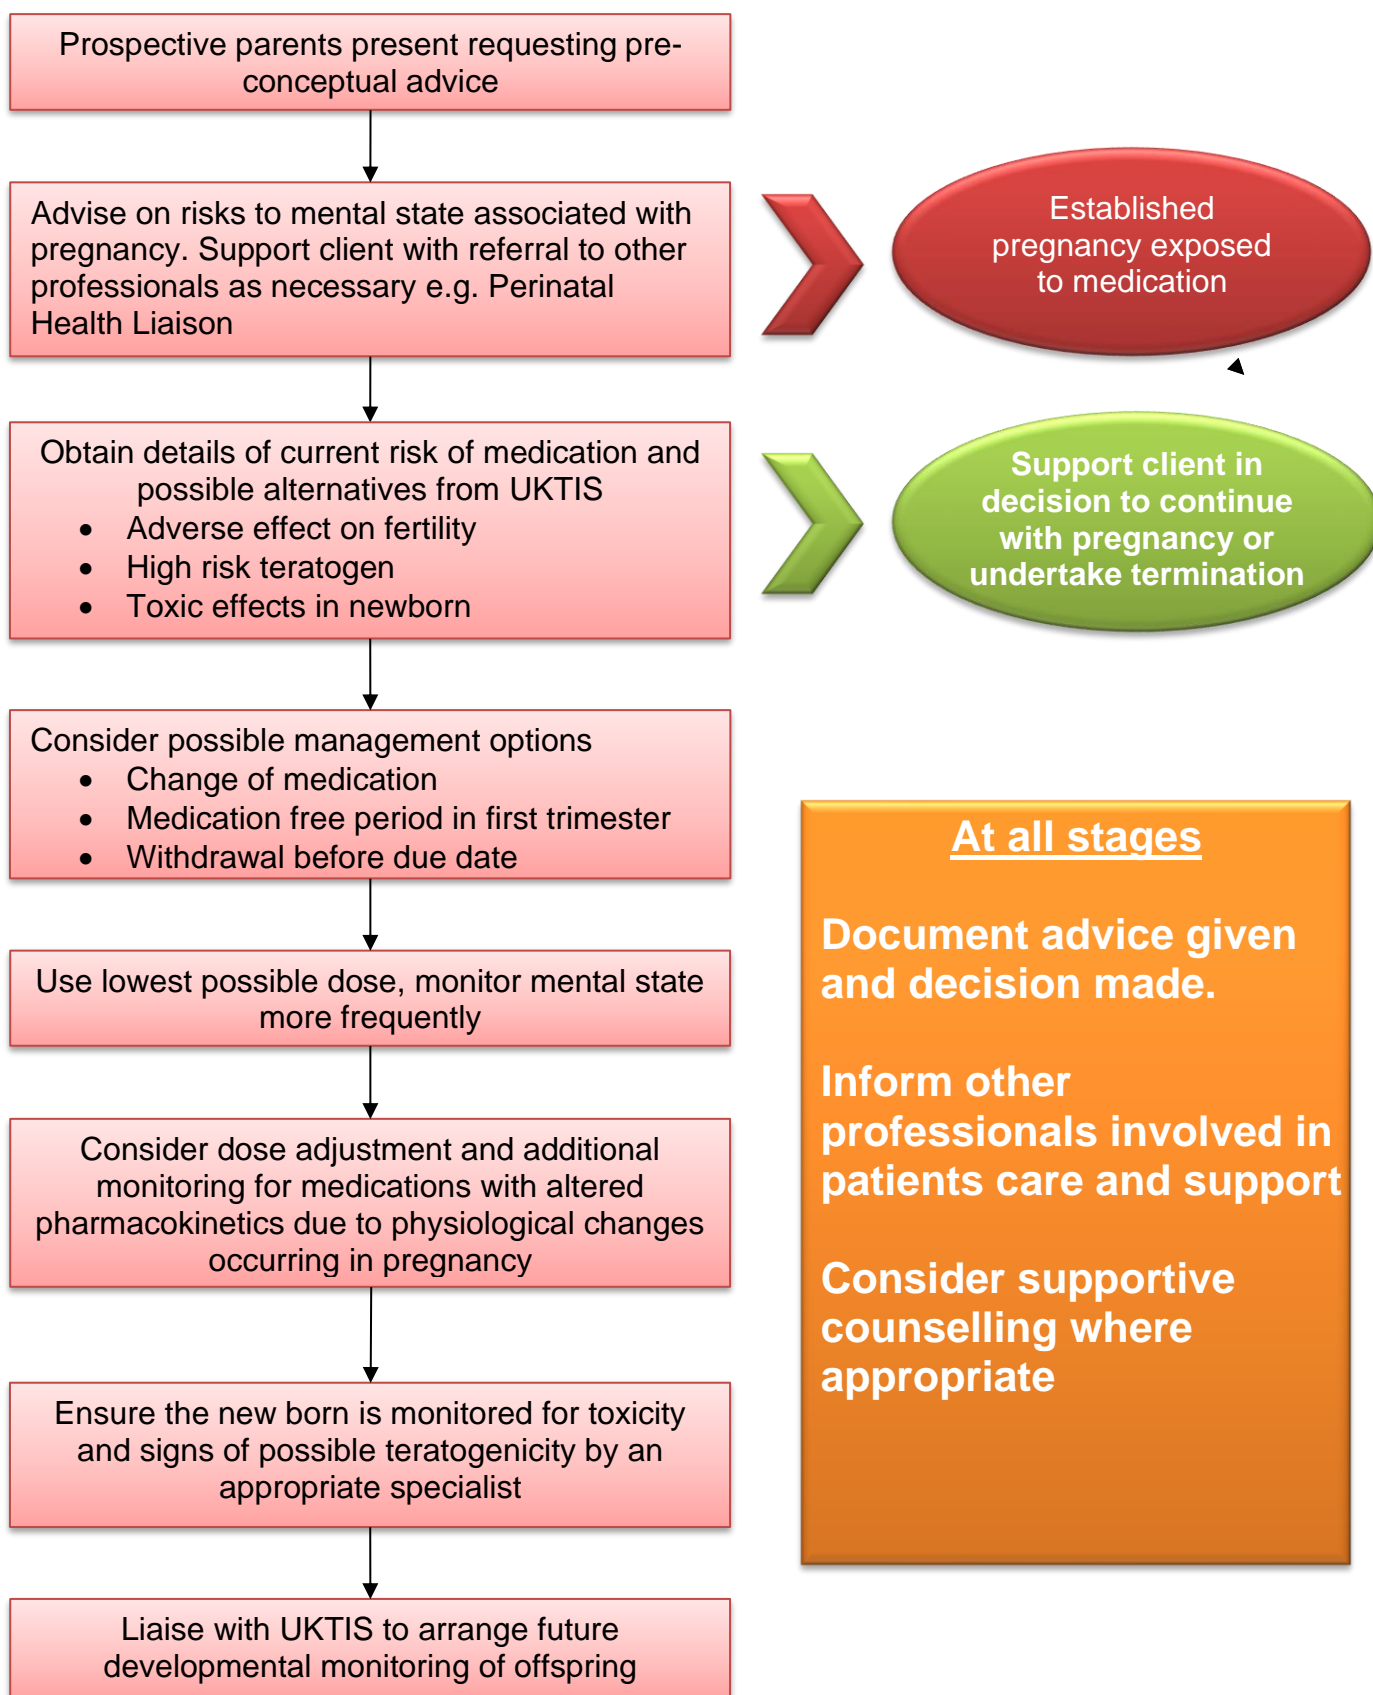 Prospective parents present requesting pre-
conceptual advice
Advise on risks to mental state associated with
pregnancy. Support client with referral to other
professionals as necessary e.g. Perinatal
Health Liaison
Established
pregnancy exposed
to medication
Obtain details of current risk of medication and
possible alternatives from UKTIS
• Adverse effect on fertility
• High risk teratogen
• Toxic effects in newborn
Support client in
decision to continue
with pregnancy or
undertake termination
Consider possible management options
• Change of medication
• Medication free period in first trimester
• Withdrawal before due date
Use lowest possible dose, monitor mental state
more frequently
Consider dose adjustment and additional
monitoring for medications with altered
pharmacokinetics due to physiological changes
occurring in pregnancy
Ensure the new born is monitored for toxicity
and signs of possible teratogenicity by an
appropriate specialist
Liaise with UKTIS to arrange future
developmental monitoring of offspring
At all stages
Document advice given
and decision made.
Inform other
professionals involved in
patients care and support
Consider supportive
counselling where
appropriate